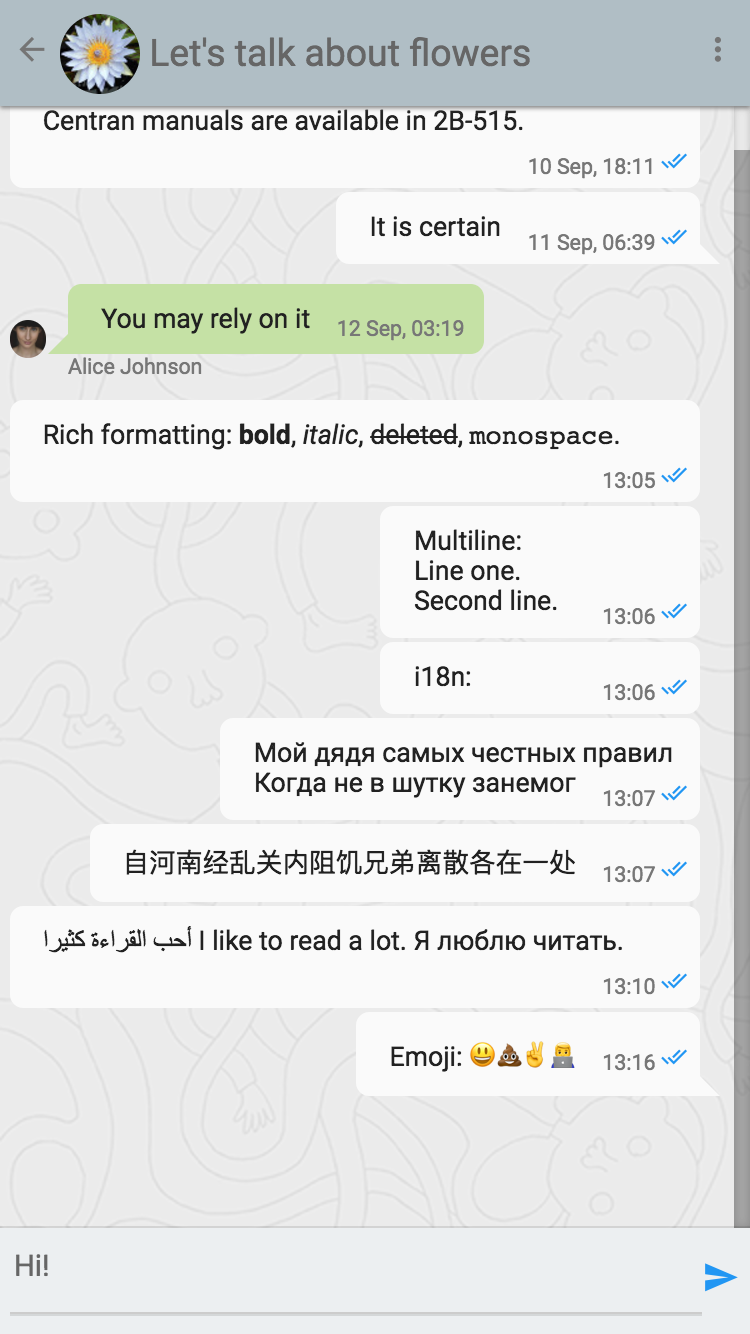 Let's talk about flowers
Centran manuals are available in 2B-515.
10 Sep, 18:11
It is certain
11 Sep, 06:39
You may rely on it
12 Sep, 03:19
Alice Johnson
Rich formatting: bold, italic, deleted, monospace.
13:05
Multiline:
Line one.
Second line.
13:06
i18n:
13:06
Мой дядя самых честных правил
Когда не в шутку занемог
13:07
自河南经乱关内阻饥兄弟离散各在一处
13:07
أحب القراءة كثيرا I like to read a lot. Я люблю читать.
13:10
Emoji: 😃💩✌️👨‍💻
13:16
Hi!